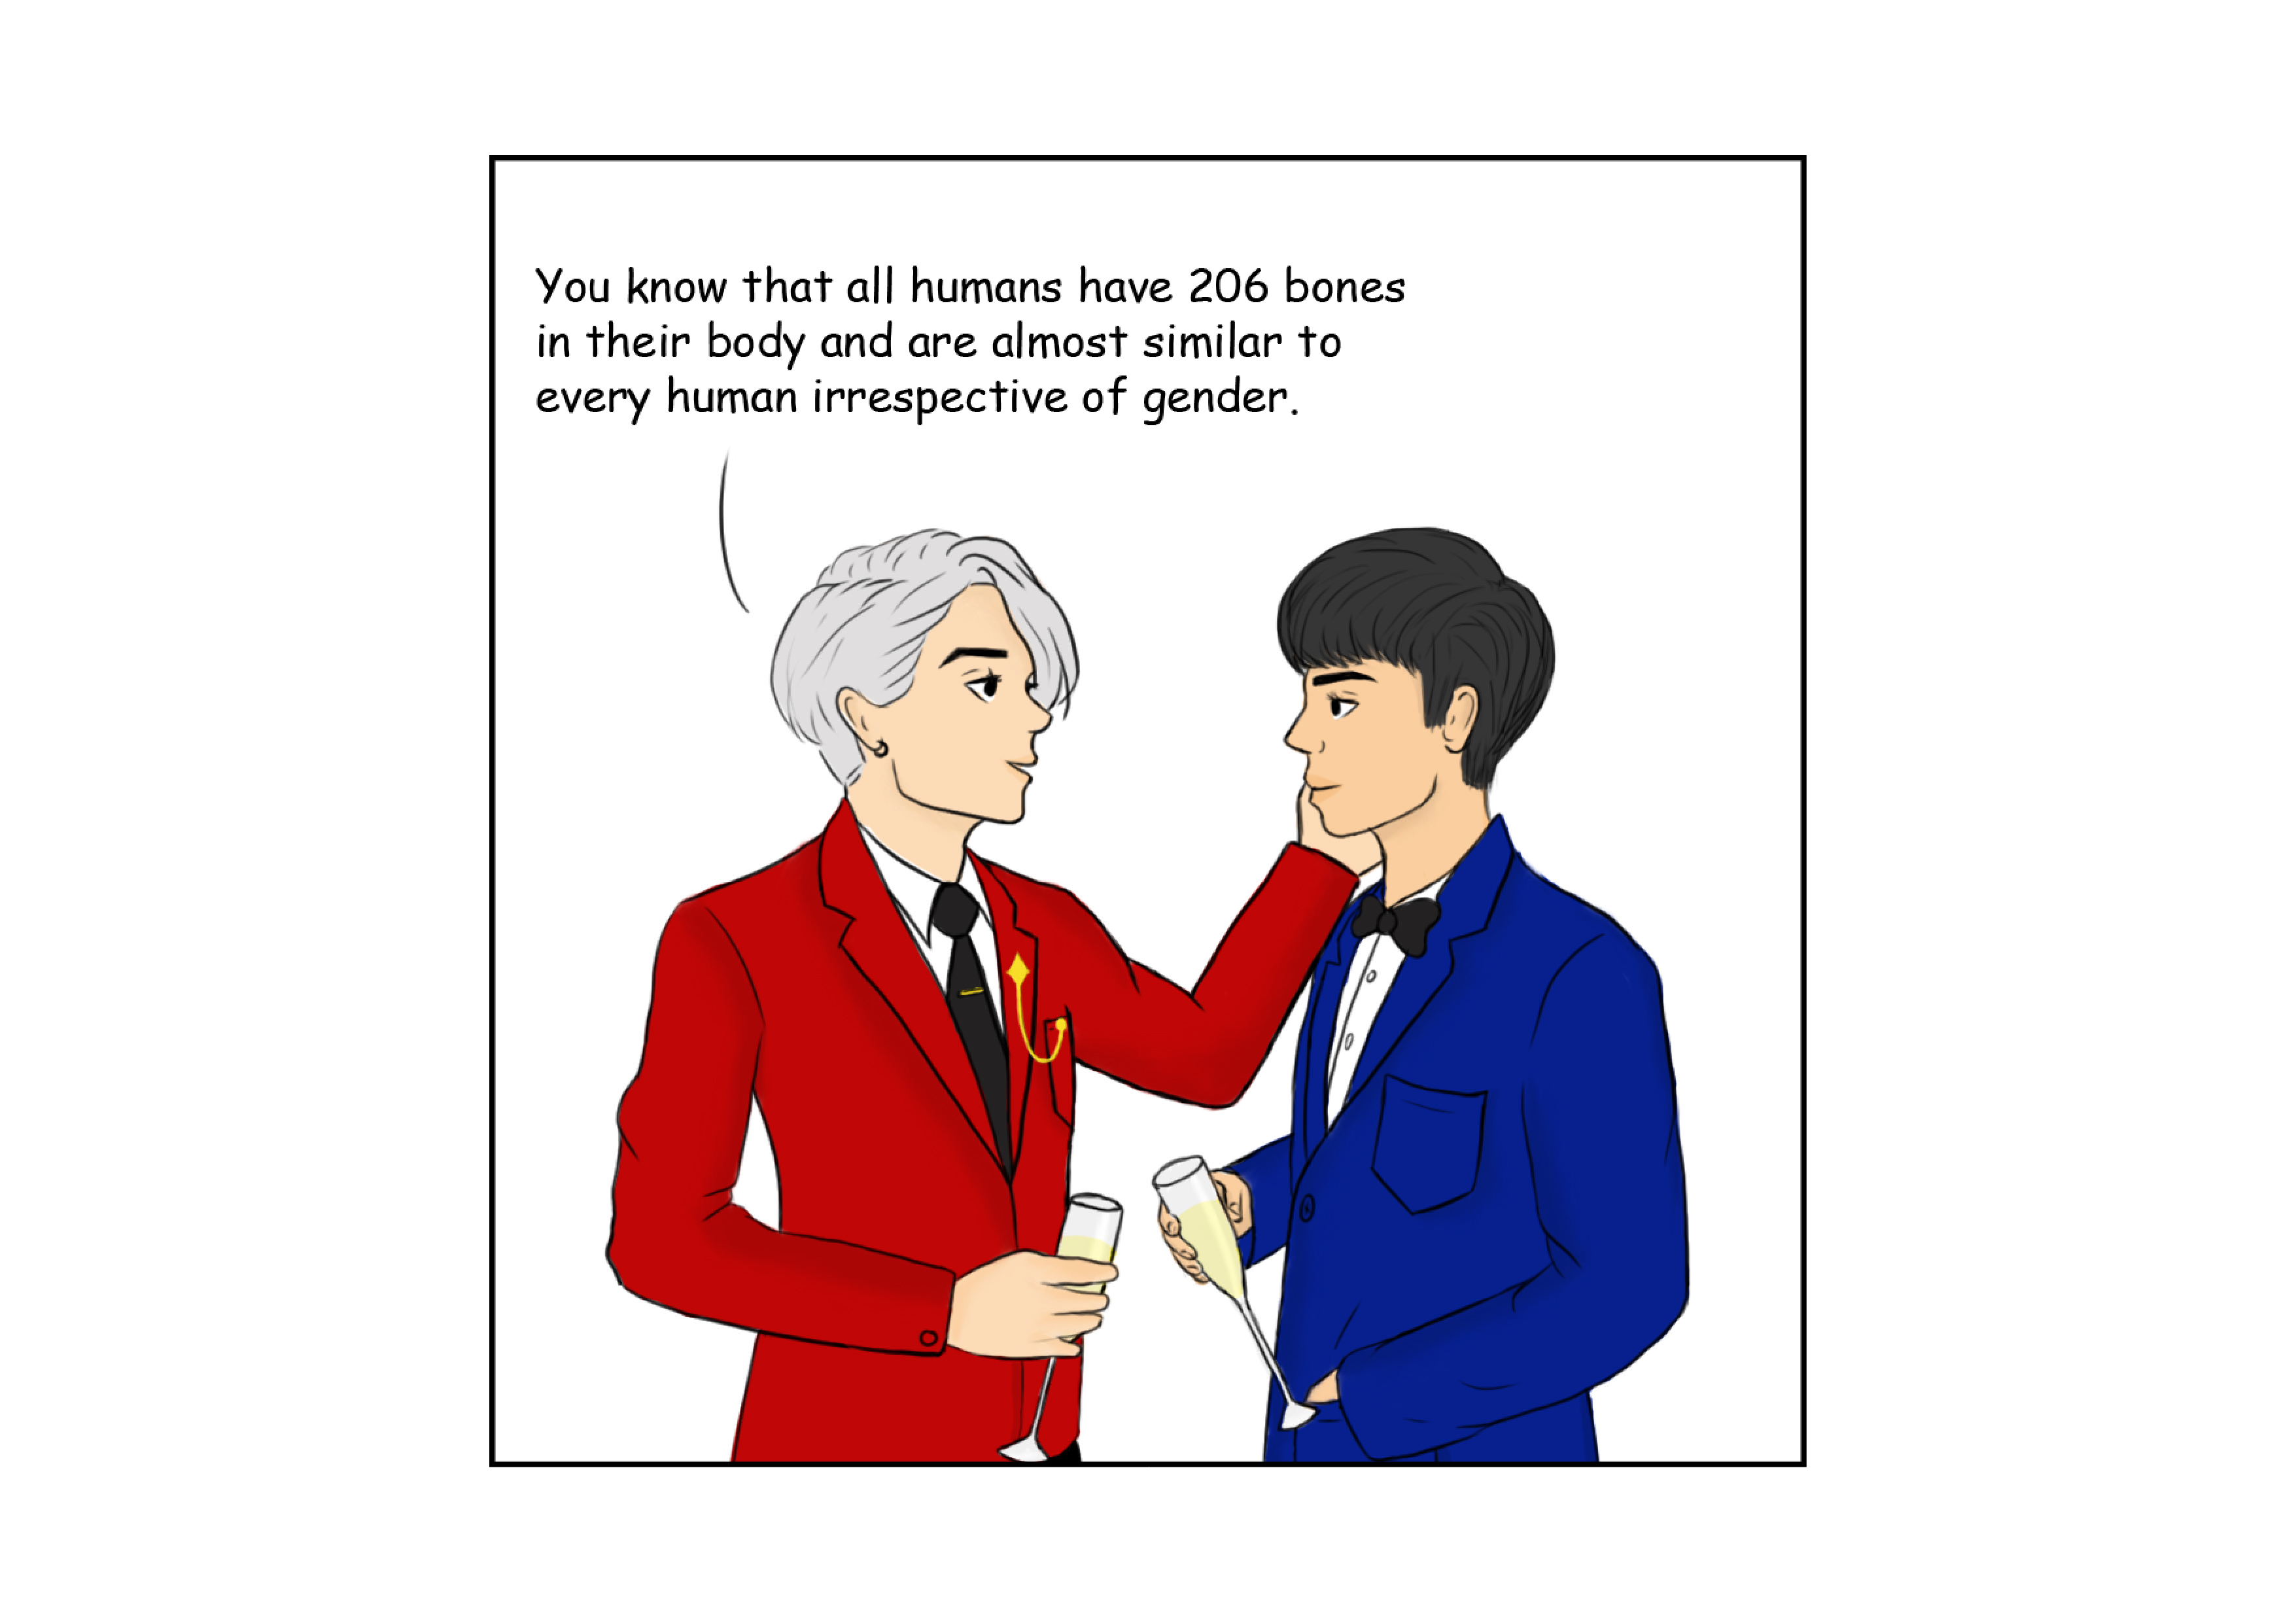 You know that all humans have 206 bones
in their body and are almost similar to
every human irrespective of gender.